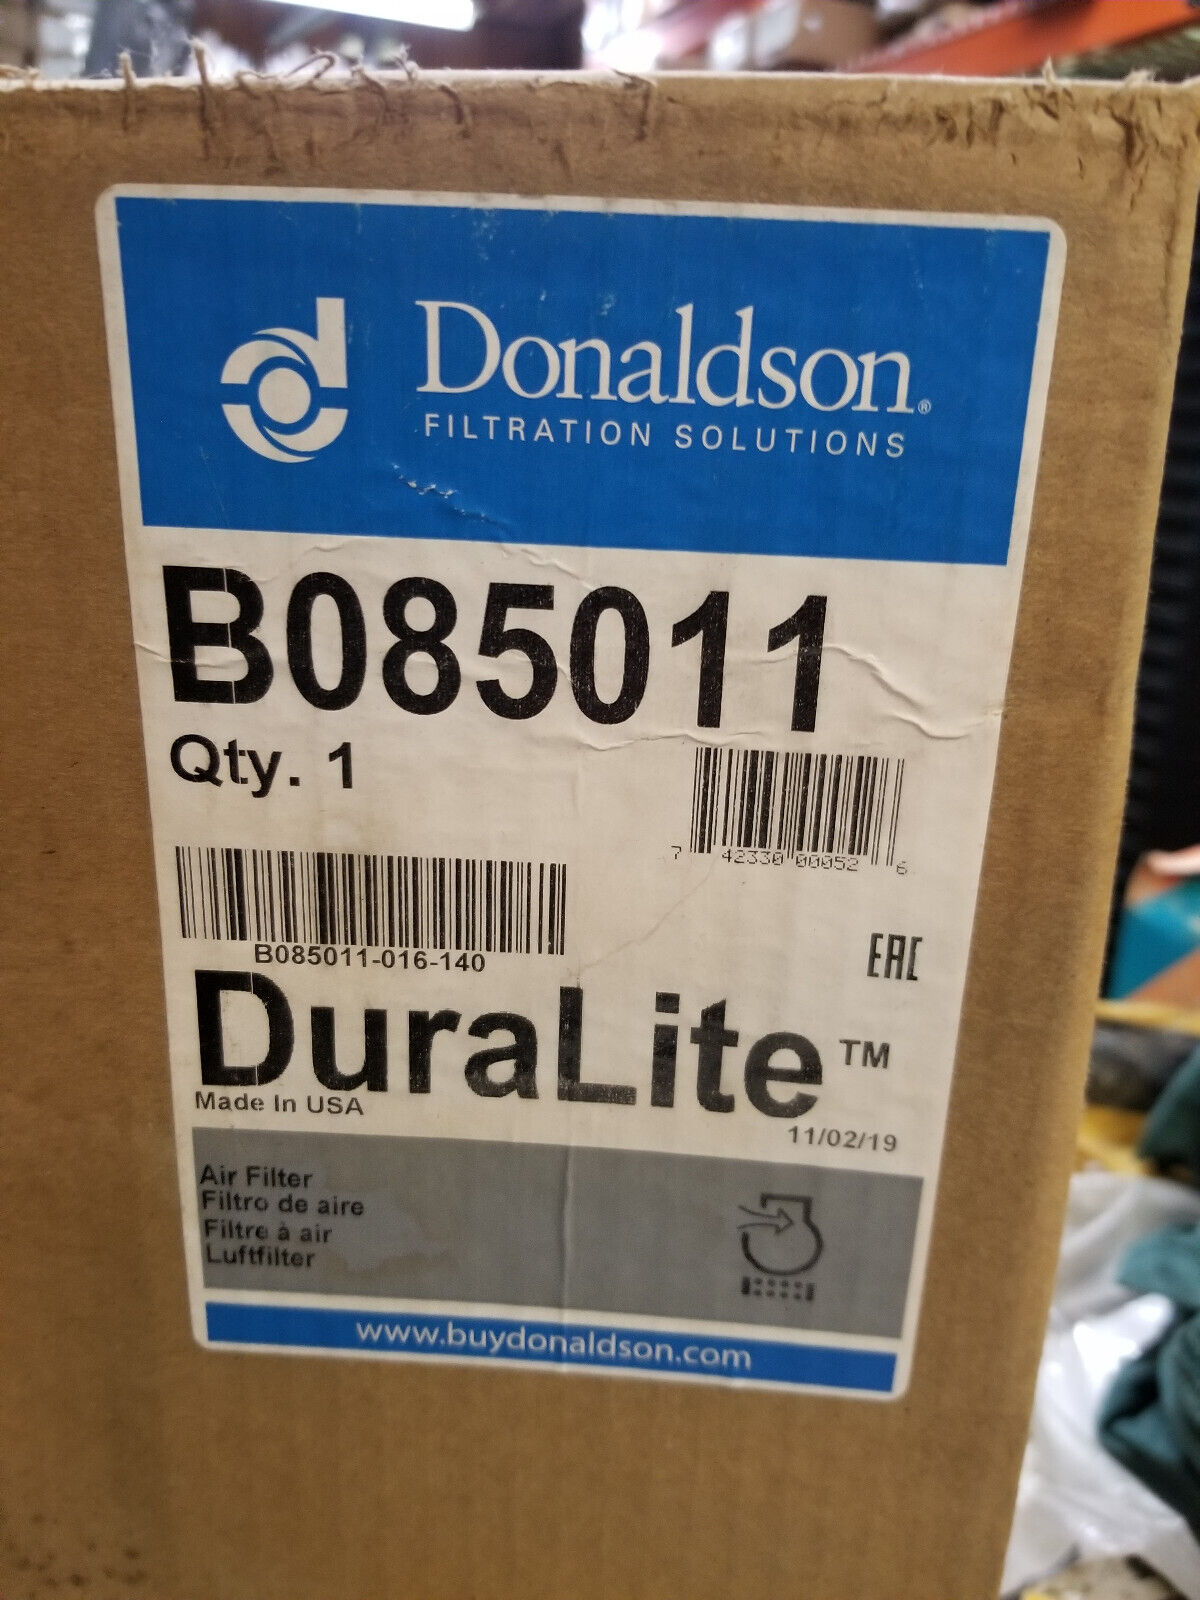 Donaldson®
FILTRATION SOLUTIONS
B085011
Qty. 1
7 42330 00052 6
B085011-016-140
EAC
DuraLite™
Made In USA
11/02/19
Air Filter
Filtro de aire
Filtre à air
Luftfilter
www.buydonaldson.com